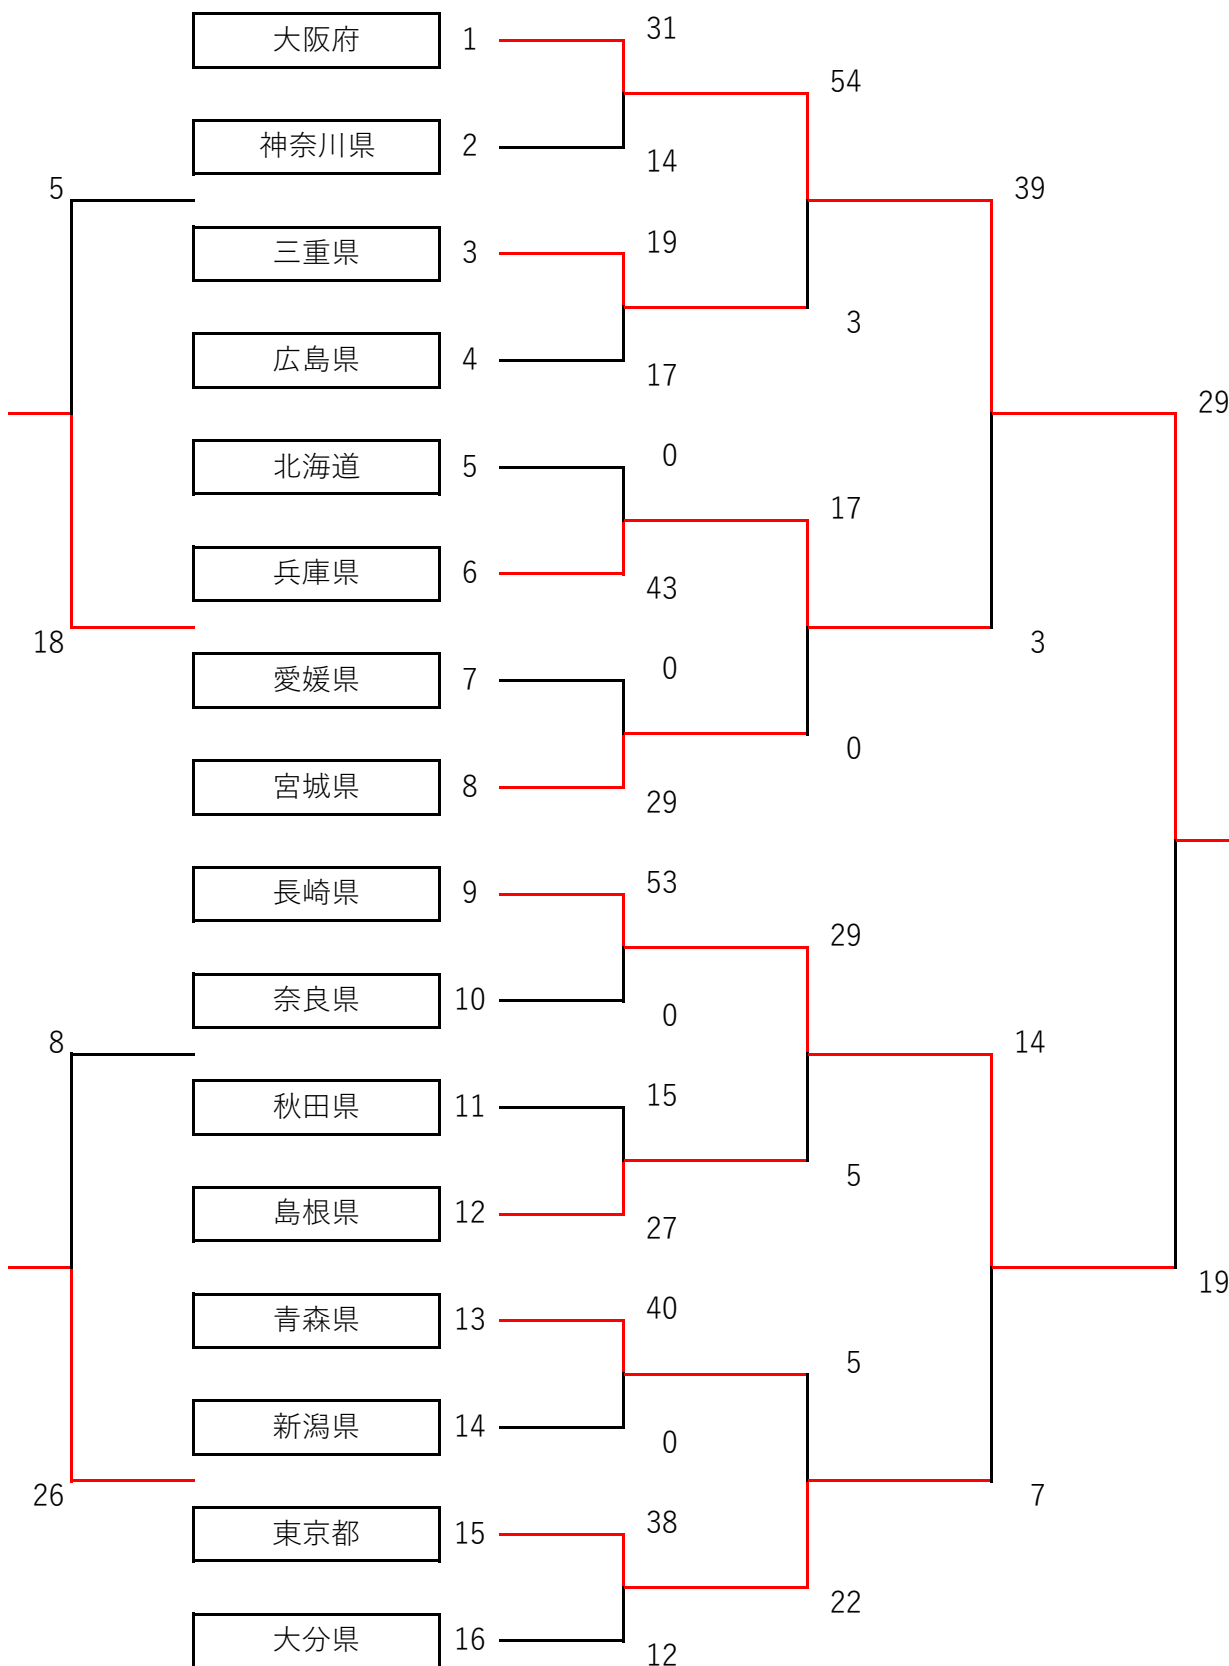 大阪府 1 31
54
神奈川県 2 14
5 39
三重県 3 19
3
広島県 4 17
29
北海道 5 0
17
兵庫県 6 43
18 3
愛媛県 7 0
0
宮城県 8 29
長崎県 9 53
29
奈良県 10 0
8 14
秋田県 11 15
5
島根県 12 27
19
青森県 13 40
5
新潟県 14 0
26 7
東京都 15 38
22
大分県 16 12